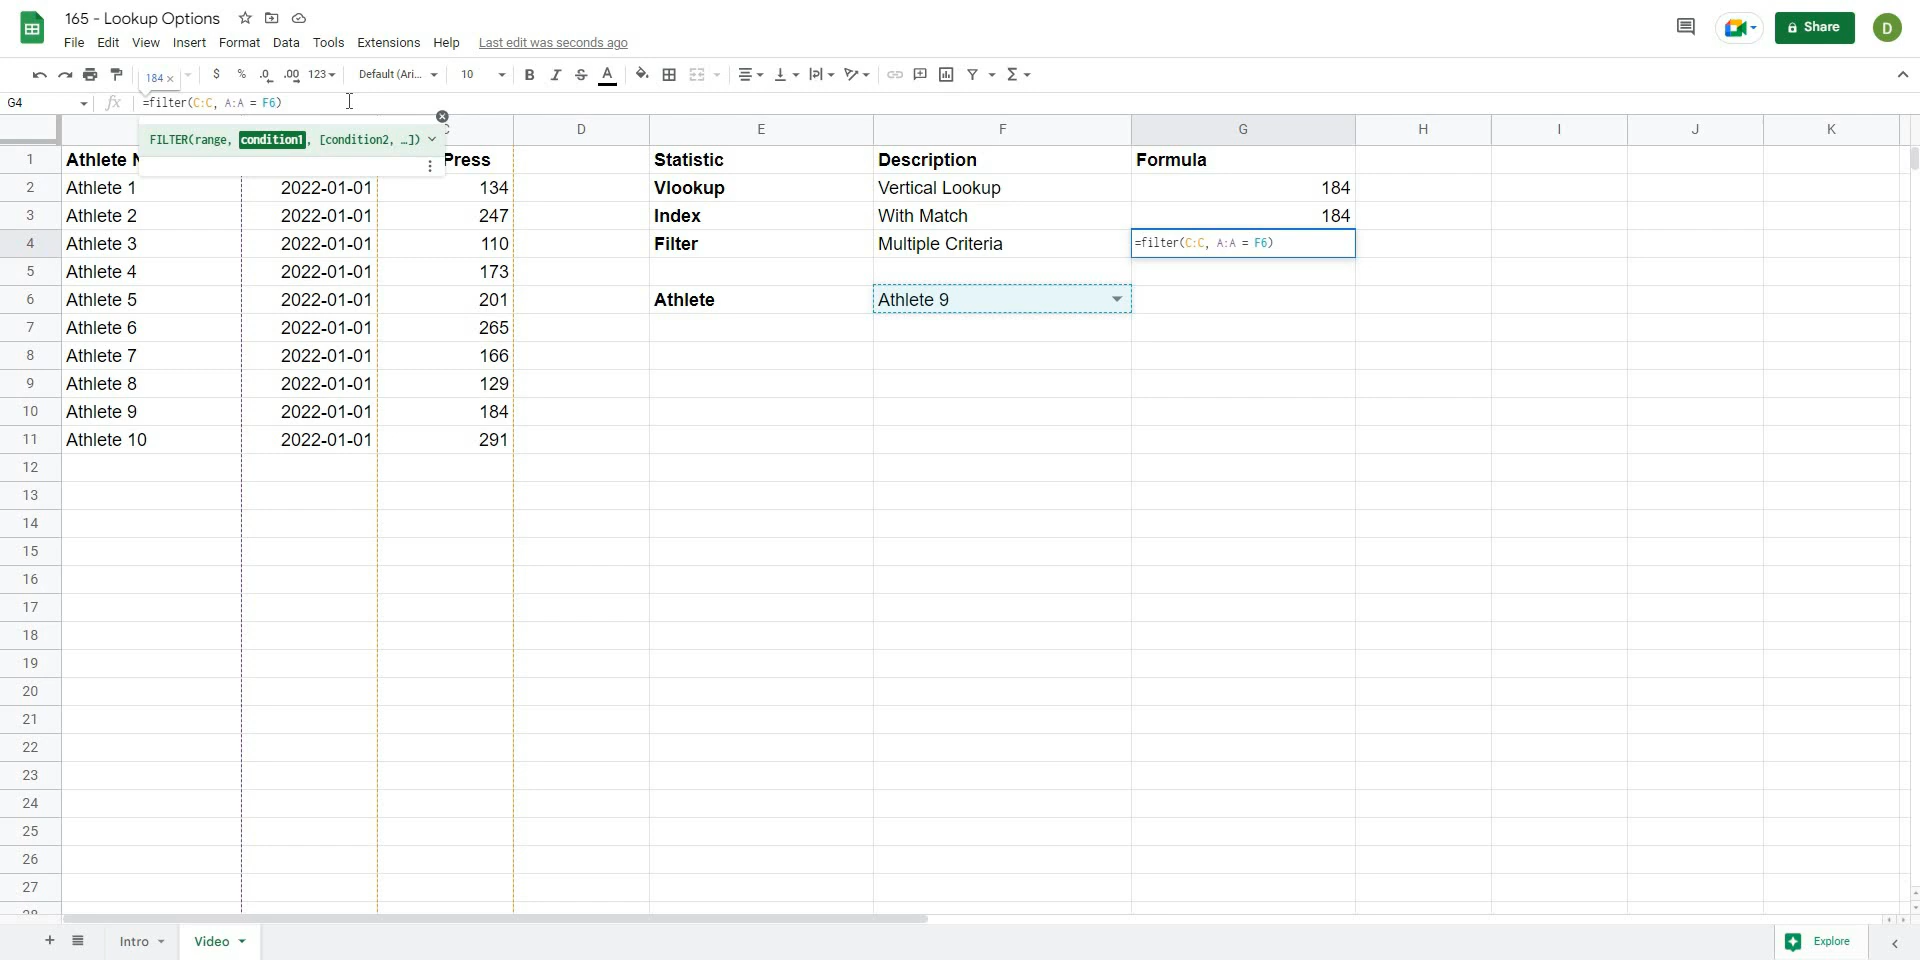 165 - Lookup Options
File Edit View Insert Format Data Tools Extensions Help Last edit was seconds ago
Share
D
184 × $ % .0 .00 123 Default (Ari... 10 B I S A Σ
G4 fx =filter(C:C, A:A = F6)
FILTER(range, condition1, [condition2, …])
A B C D E F G H I J K
1 Athlete N Press Statistic Description Formula
2 Athlete 1 2022-01-01 134 Vlookup Vertical Lookup 184
3 Athlete 2 2022-01-01 247 Index With Match 184
4 Athlete 3 2022-01-01 110 Filter Multiple Criteria =filter(C:C, A:A = F6)
5 Athlete 4 2022-01-01 173
6 Athlete 5 2022-01-01 201 Athlete Athlete 9
7 Athlete 6 2022-01-01 265
8 Athlete 7 2022-01-01 166
9 Athlete 8 2022-01-01 129
10 Athlete 9 2022-01-01 184
11 Athlete 10 2022-01-01 291
12
13
14
15
16
17
18
19
20
21
22
23
24
25
26
27
28
Intro Video Explore